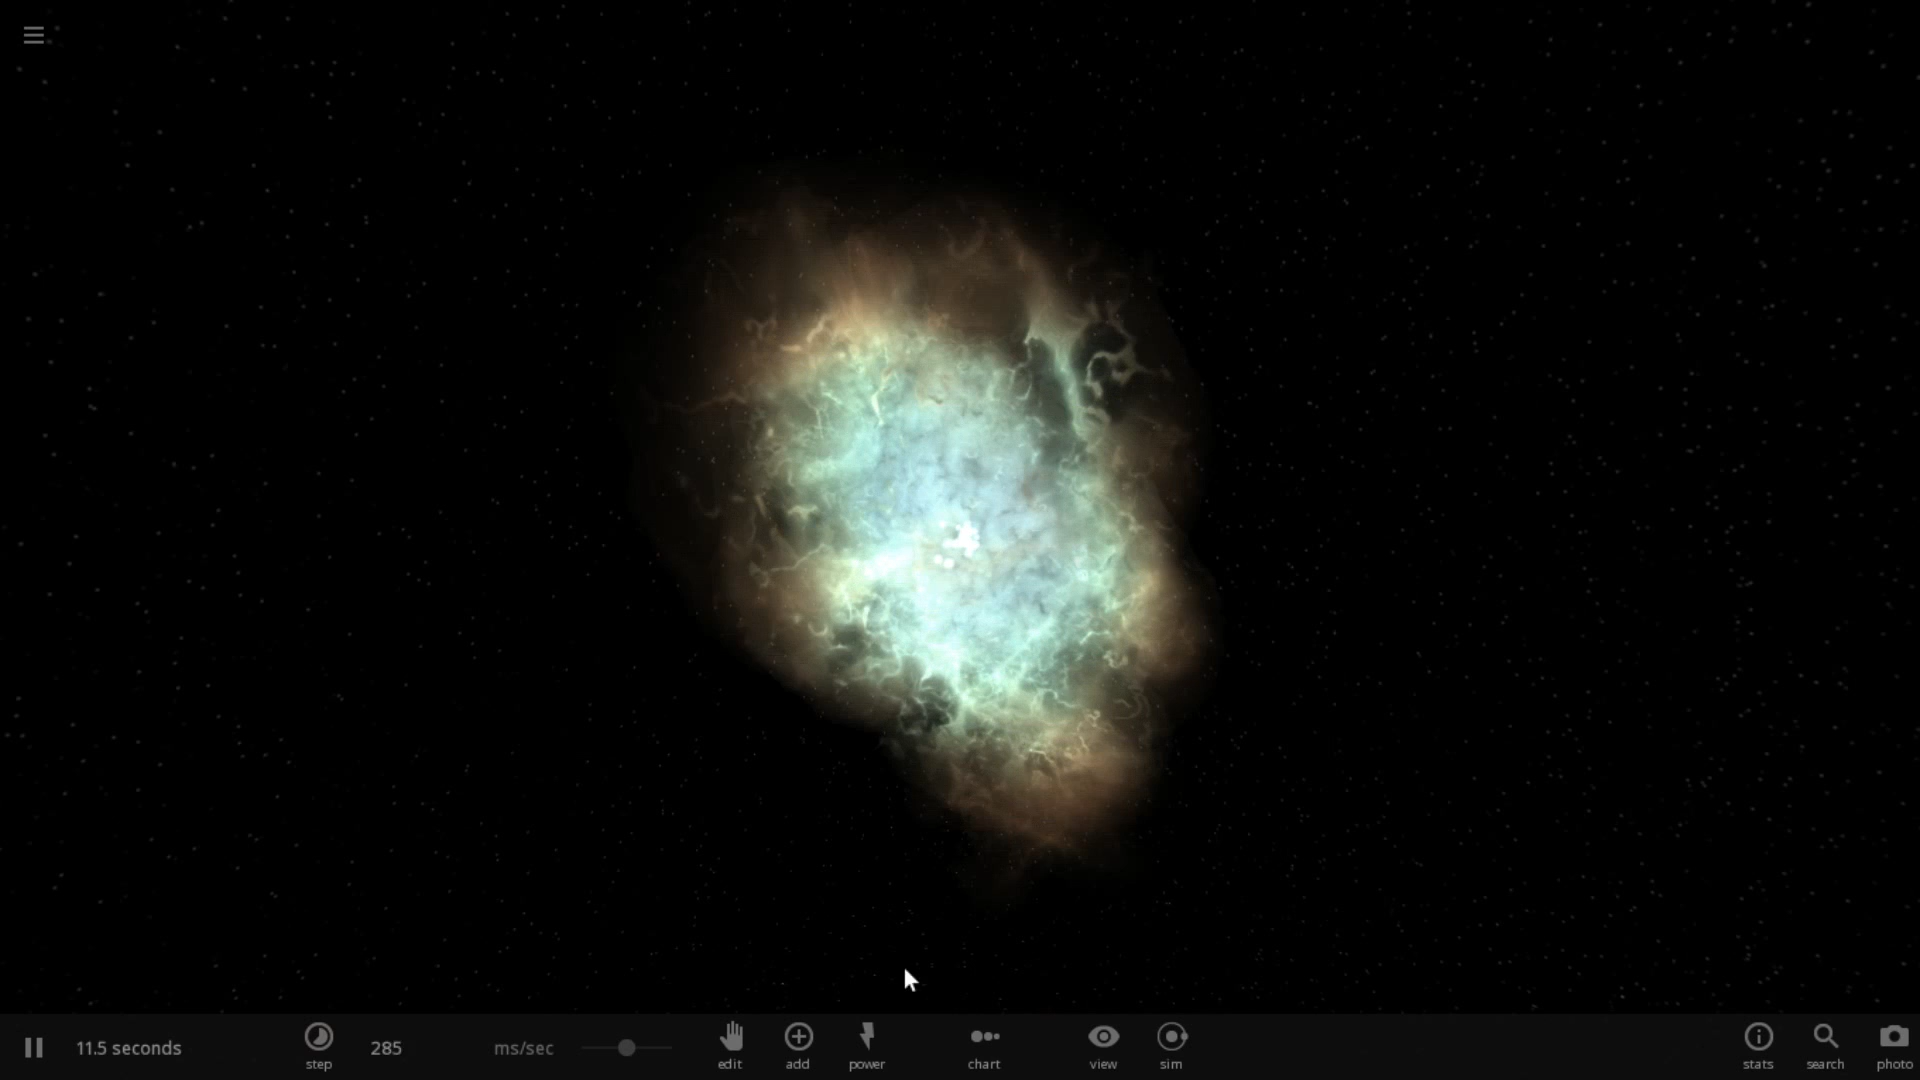 11.5 seconds
step
285
ms/sec
edit
add
power
chart
view
sim
stats
search
photo